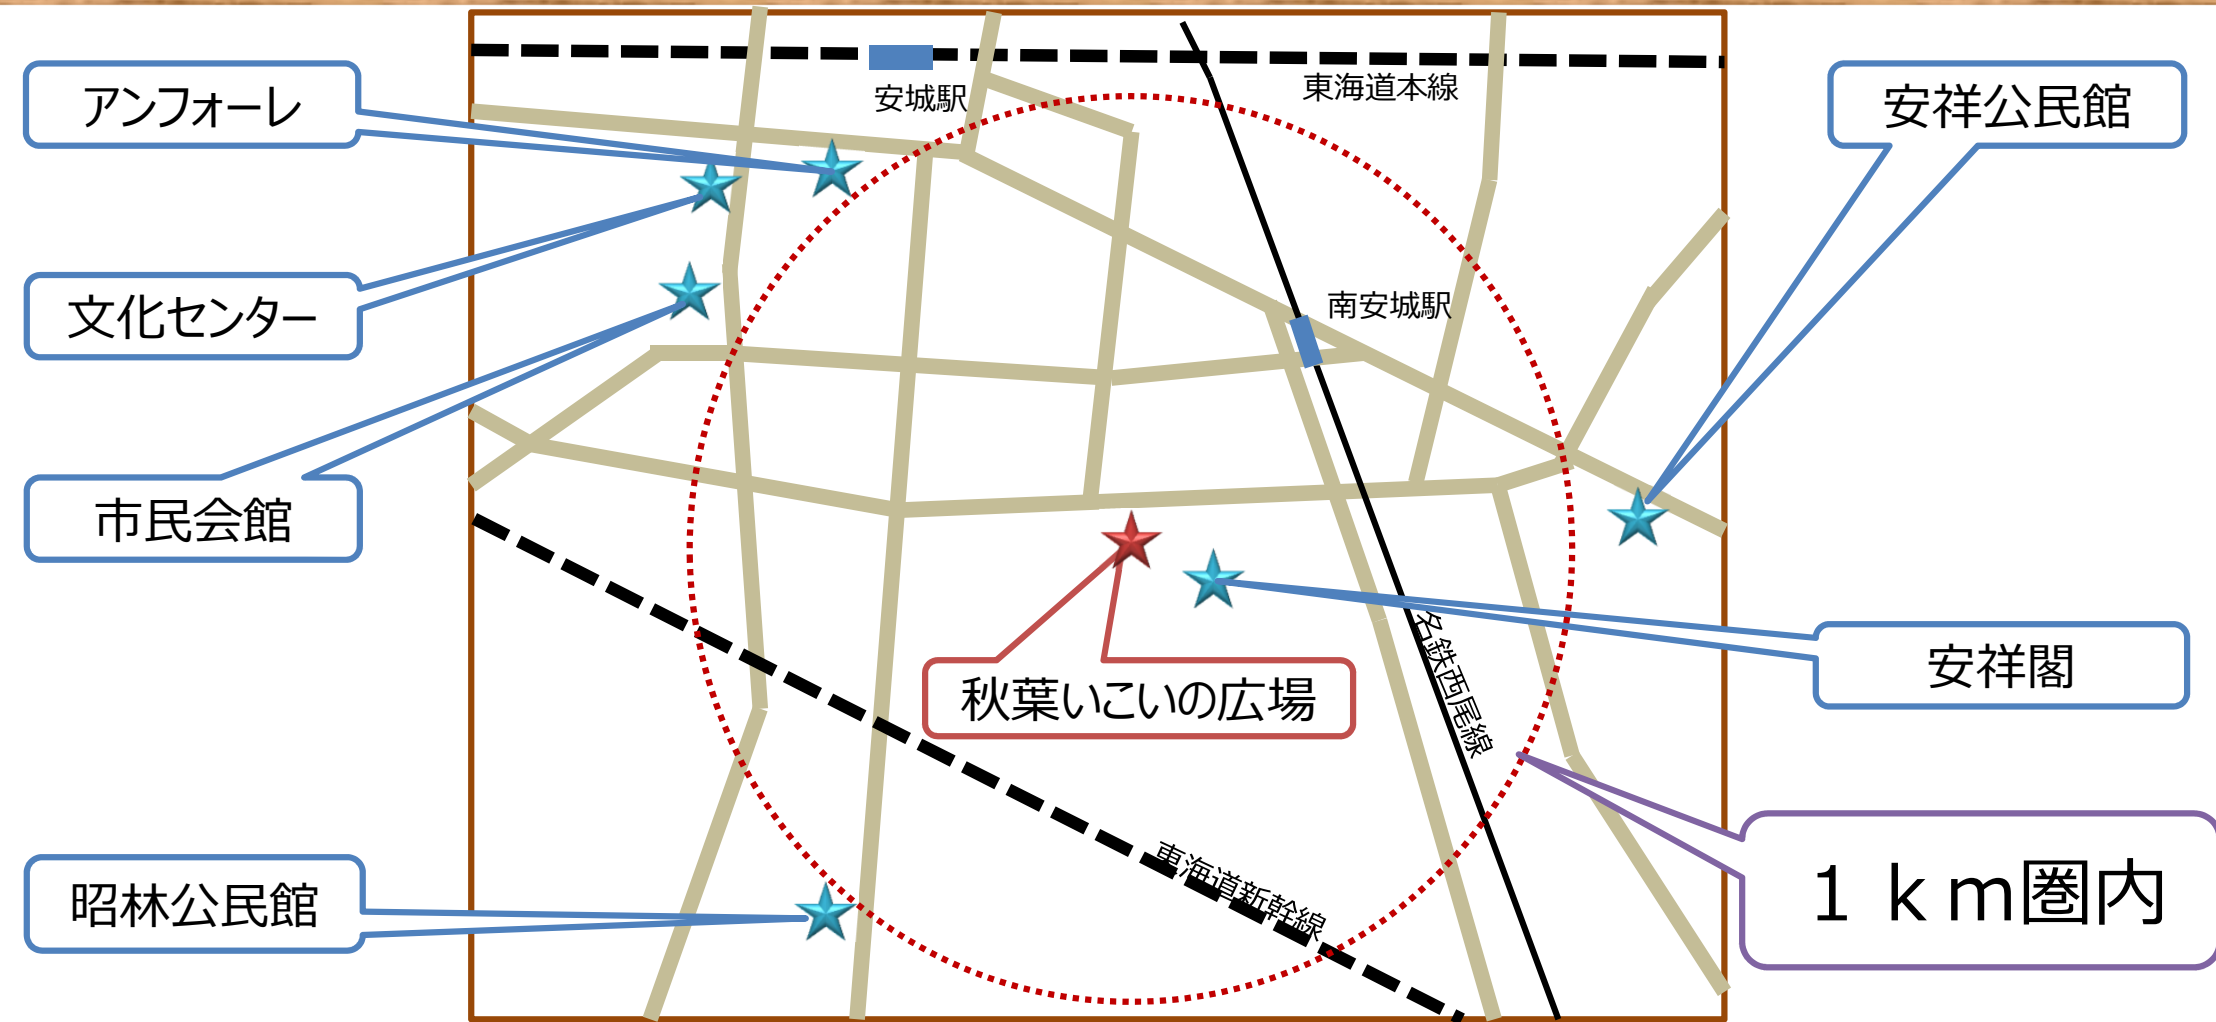 アンフォーレ
安城駅
東海道本線
安祥公民館
文化センター
南安城駅
市民会館
秋葉いこいの広場
名鉄西尾線
安祥閣
東海道新幹線
昭林公民館
１ｋｍ圏内